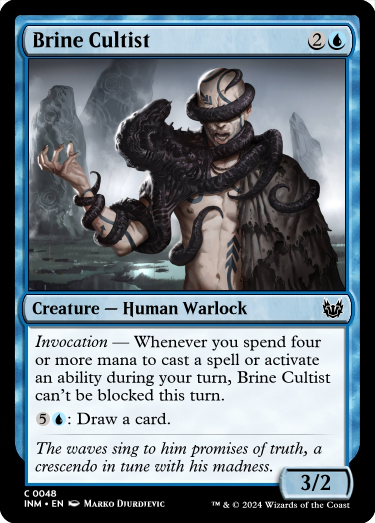 Brine Cultist 2
Creature — Human Warlock
Invocation — Whenever you spend four
or more mana to cast a spell or activate
an ability during your turn, Brine Cultist
can't be blocked this turn.
5: Draw a card.
The waves sing to him promises of truth, a
crescendo in tune with his madness.
3/2
C 0048
INM • EN Marko Djurdjevic
™ & © 2024 Wizards of the Coast